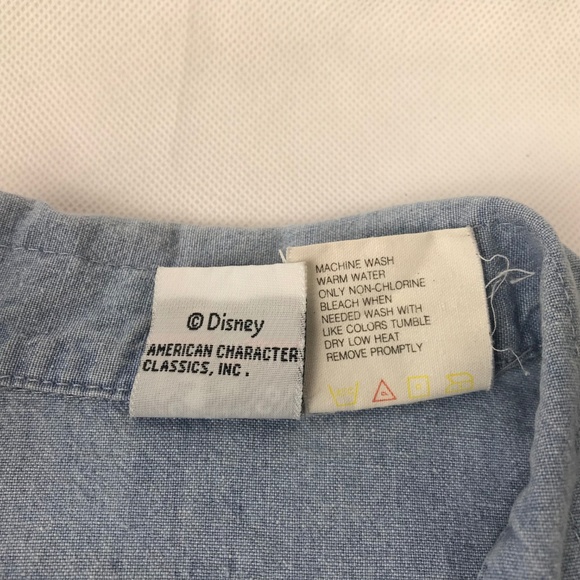 © Disney
AMERICAN CHARACTER
CLASSICS, INC.
MACHINE WASH
WARM WATER
ONLY NON-CHLORINE
BLEACH WHEN
NEEDED WASH WITH
LIKE COLORS TUMBLE
DRY LOW HEAT
REMOVE PROMPTLY